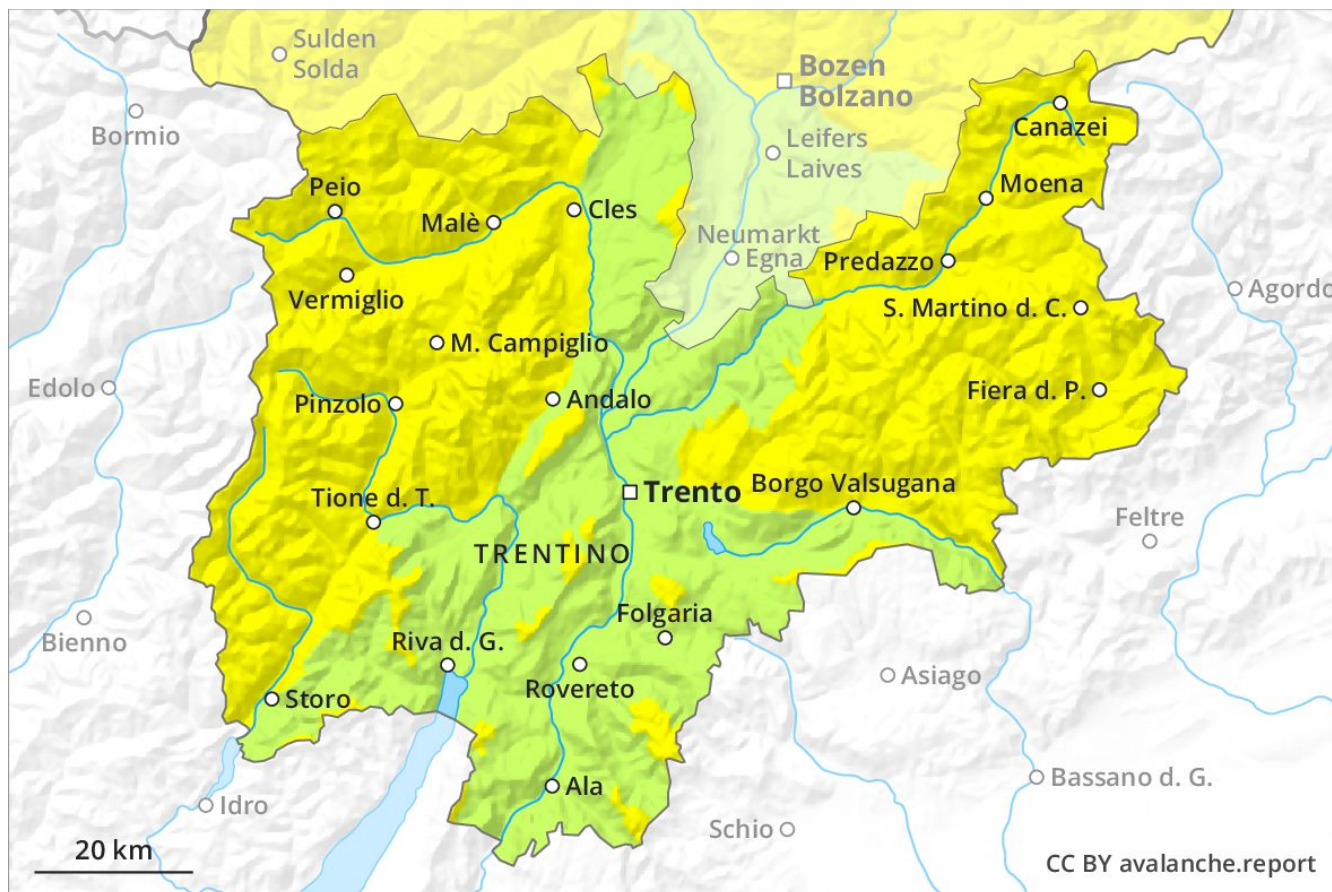 Sulden
Solda
Bozen
Bolzano
Bormio
Canazei
Leifers
Laives
Peio
Moena
Malè
Cles
Neumarkt
Egna
Predazzo
Vermiglio
Agordo
S. Martino d. C.
M. Campiglio
Edolo
Pinzolo
Andalo
Fiera d. P.
Trento
Borgo Valsugana
Tione d. T.
Feltre
TRENTINO
Folgaria
Bienno
Riva d. G.
Asiago
Rovereto
Storo
Bassano d. G.
Ala
Idro
Schio
20 km
CC BY avalanche.report